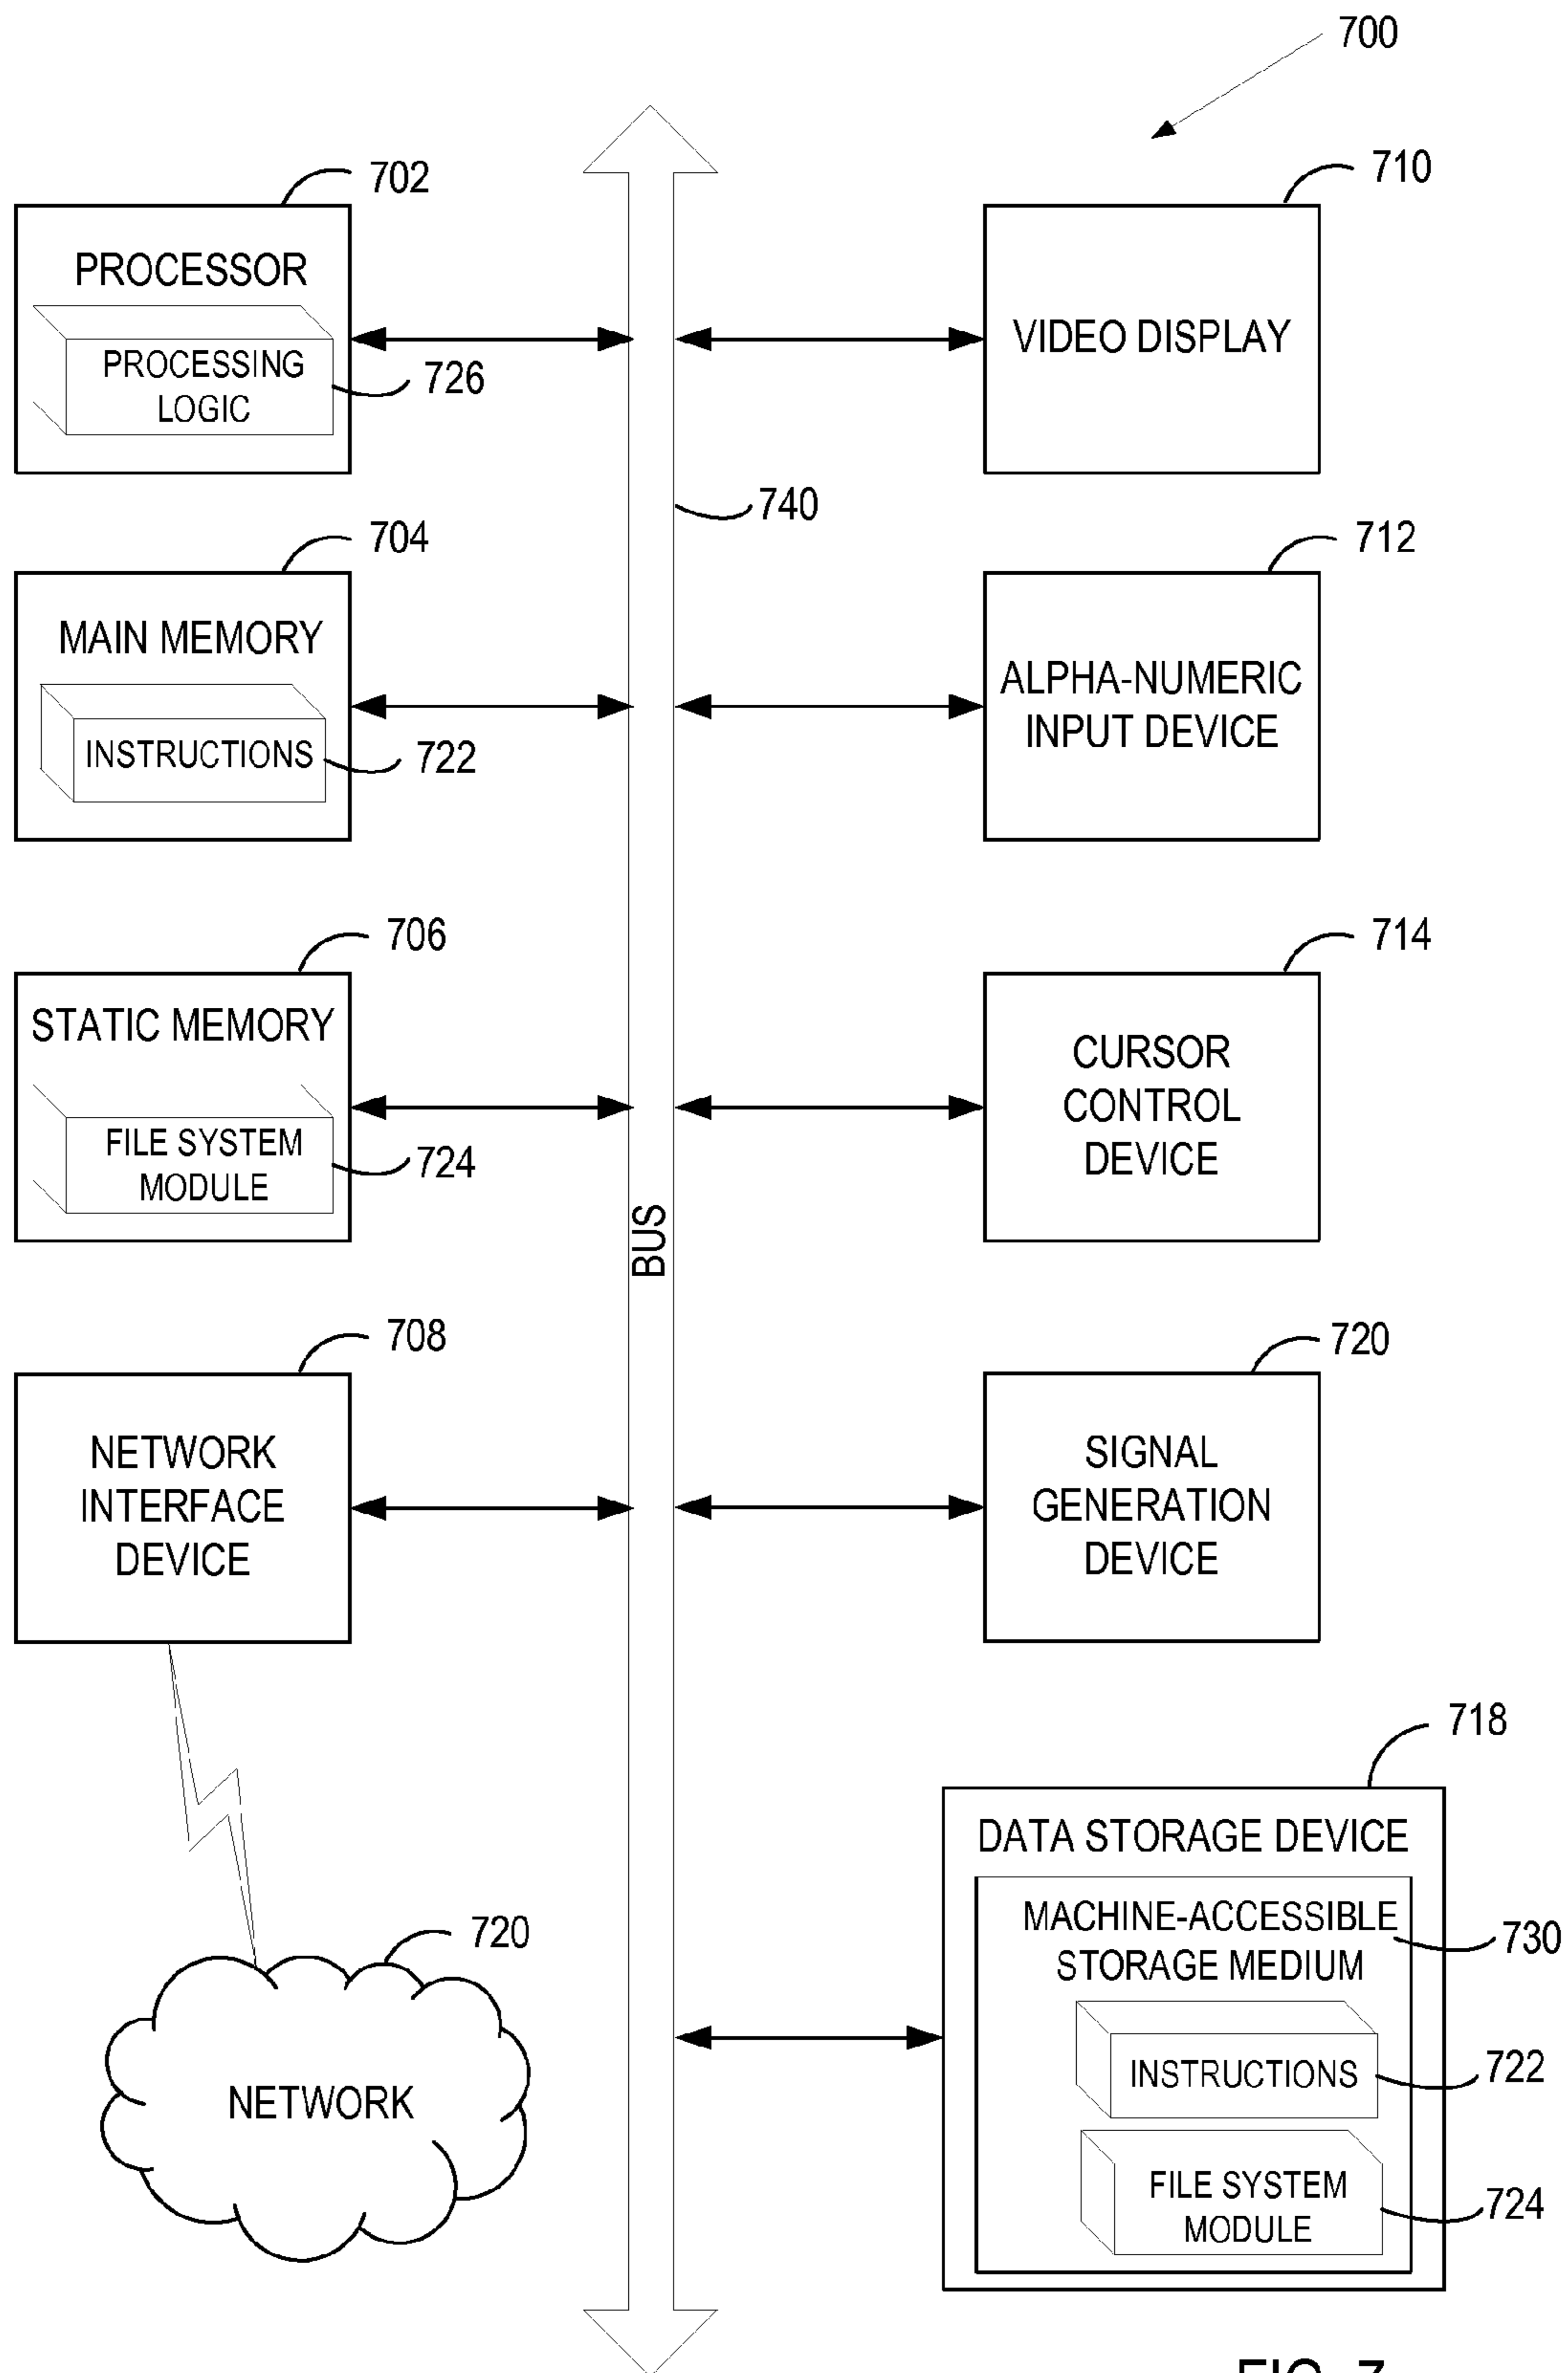 700
702
710
PROCESSOR
PROCESSING
LOGIC
726
VIDEO DISPLAY
740
704
712
MAIN MEMORY
INSTRUCTIONS
722
ALPHA-NUMERIC
INPUT DEVICE
706
714
STATIC MEMORY
FILE SYSTEM
MODULE
724
CURSOR
CONTROL
DEVICE
BUS
708
720
NETWORK
INTERFACE
DEVICE
SIGNAL
GENERATION
DEVICE
718
DATA STORAGE DEVICE
MACHINE-ACCESSIBLE
STORAGE MEDIUM
730
720
NETWORK
INSTRUCTIONS
722
FILE SYSTEM
MODULE
724
FIG. 7